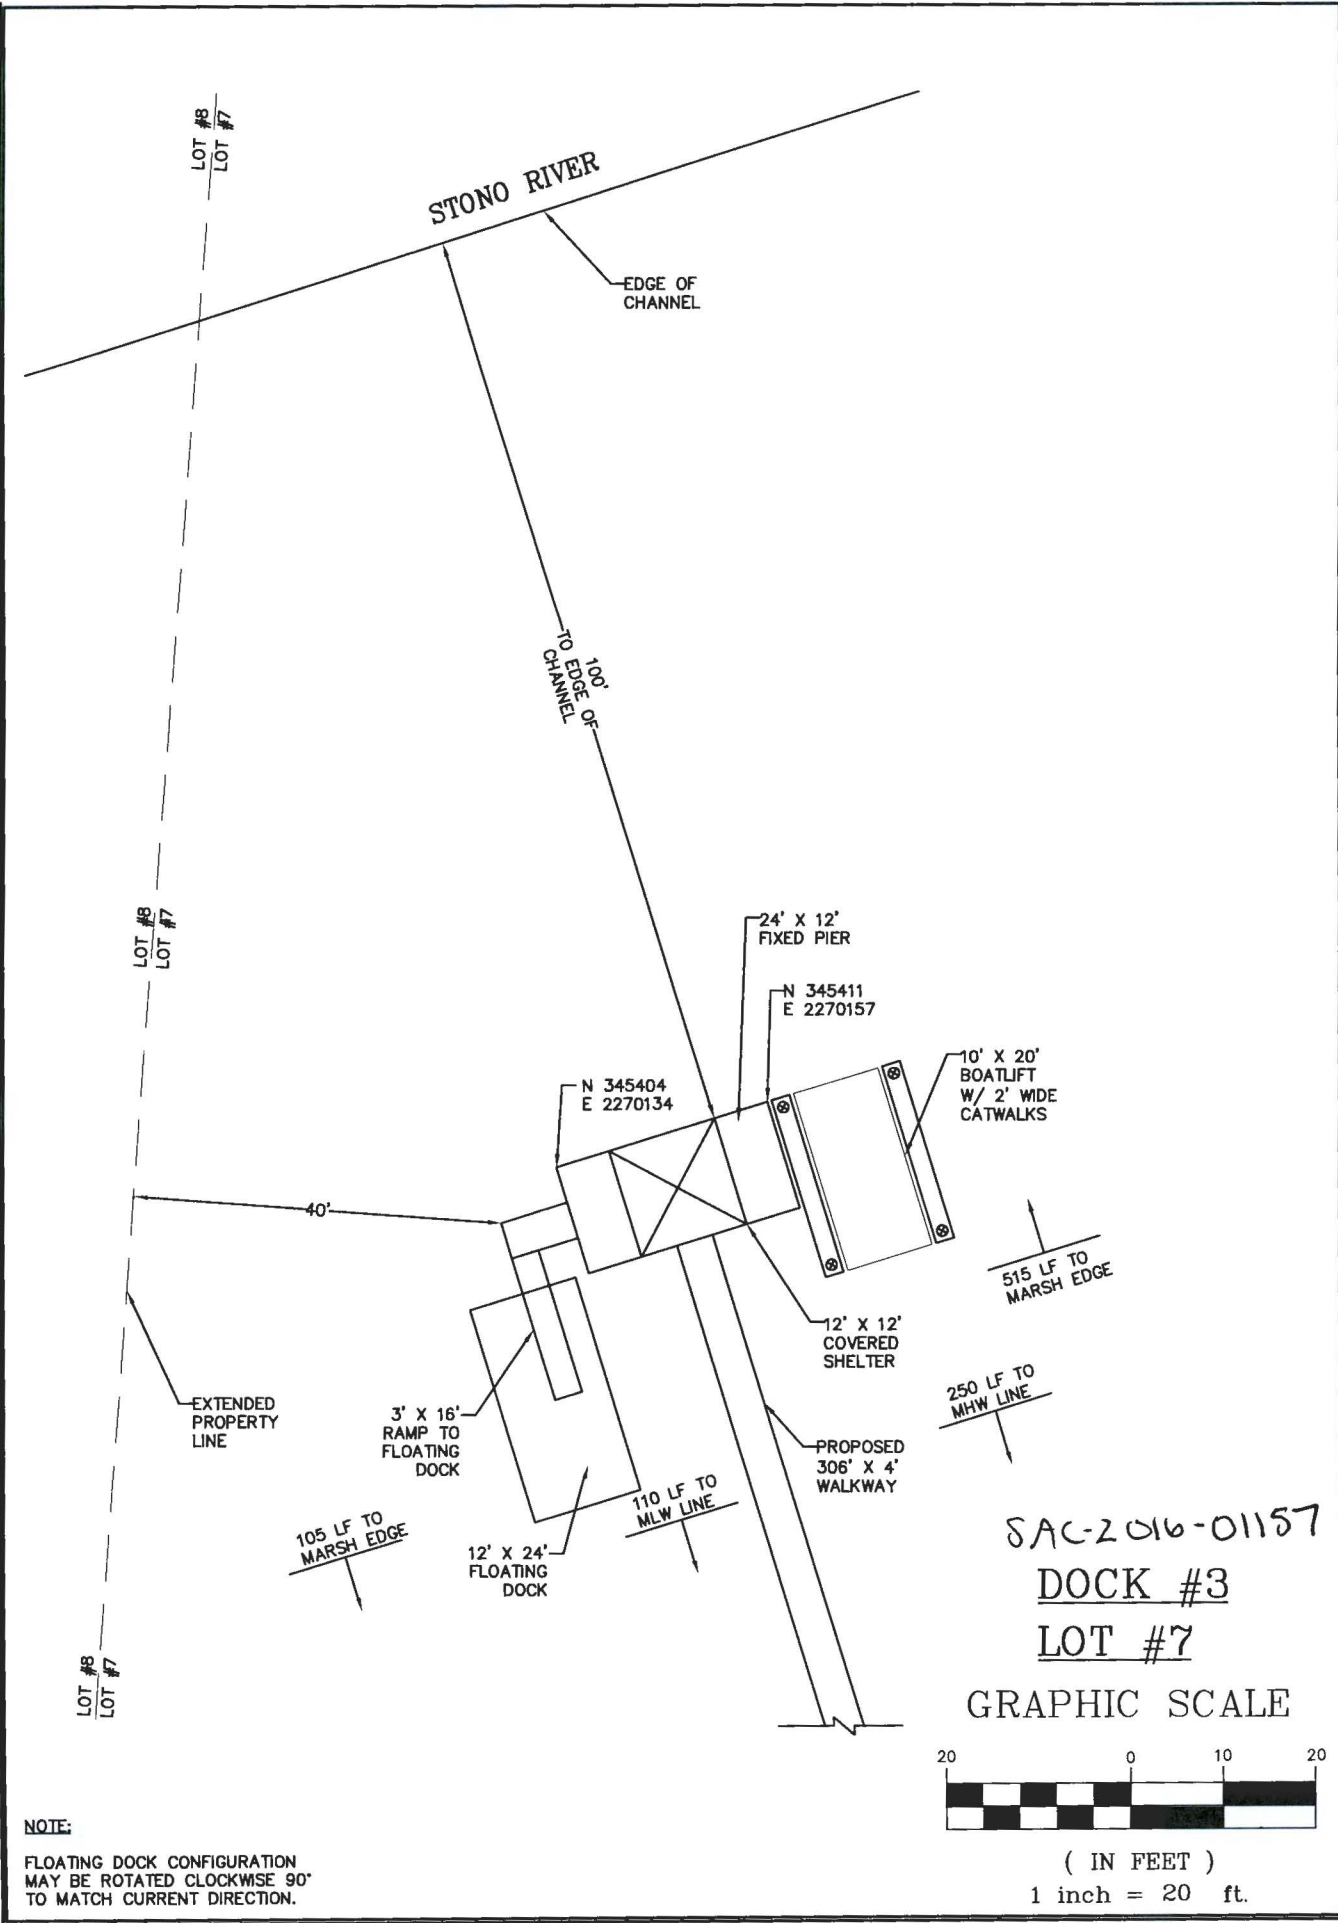 LOT #8
LOT #7
STONO RIVER
EDGE OF
CHANNEL
100'
TO EDGE OF
CHANNEL
LOT #8
LOT #7
24' X 12'
FIXED PIER
N 345411
E 2270157
10' X 20'
BOATLIFT
W/ 2' WIDE
CATWALKS
N 345404
E 2270134
40'
515 LF TO
MARSH EDGE
12' X 12'
COVERED
SHELTER
250 LF TO
MHW LINE
EXTENDED
PROPERTY
LINE
3' X 16'
RAMP TO
FLOATING
DOCK
PROPOSED
306' X 4'
WALKWAY
110 LF TO
MLW LINE
105 LF TO
MARSH EDGE
12' X 24'
FLOATING
DOCK
SAC-2016-01157
DOCK #3
LOT #7
LOT #8
LOT #7
GRAPHIC SCALE
20 0 10 20
( IN FEET )
1 inch = 20 ft.
NOTE:
FLOATING DOCK CONFIGURATION
MAY BE ROTATED CLOCKWISE 90°
TO MATCH CURRENT DIRECTION.